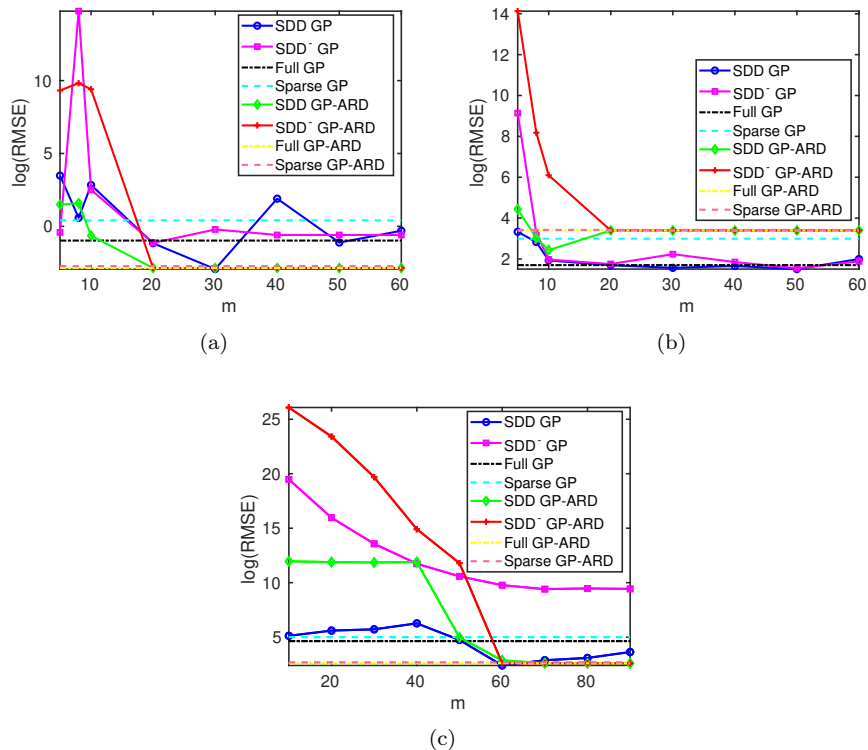 10
5
0
log(RMSE)
10 20 30 40 50 60
m
SDD GP
SDD⁻ GP
Full GP
Sparse GP
SDD GP-ARD
SDD⁻ GP-ARD
Full GP-ARD
Sparse GP-ARD
(a)
14
12
10
8
6
4
2
log(RMSE)
10 20 30 40 50 60
m
SDD GP
SDD⁻ GP
Full GP
Sparse GP
SDD GP-ARD
SDD⁻ GP-ARD
Full GP-ARD
Sparse GP-ARD
(b)
25
20
15
10
5
log(RMSE)
20 40 60 80
m
SDD GP
SDD⁻ GP
Full GP
Sparse GP
SDD GP-ARD
SDD⁻ GP-ARD
Full GP-ARD
Sparse GP-ARD
(c)